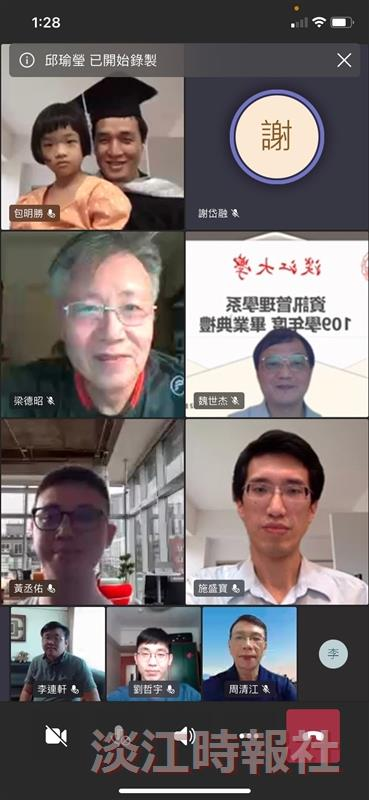 1:28
邱瑜瑩 已開始錄製
包明勝
謝
謝岱融
淡江大學
資訊管理學系
109學年度 畢業典禮
梁德昭
魏世杰
黃丞佑
施盛寶
李連軒
劉哲宇
周清江
李
淡江時報社